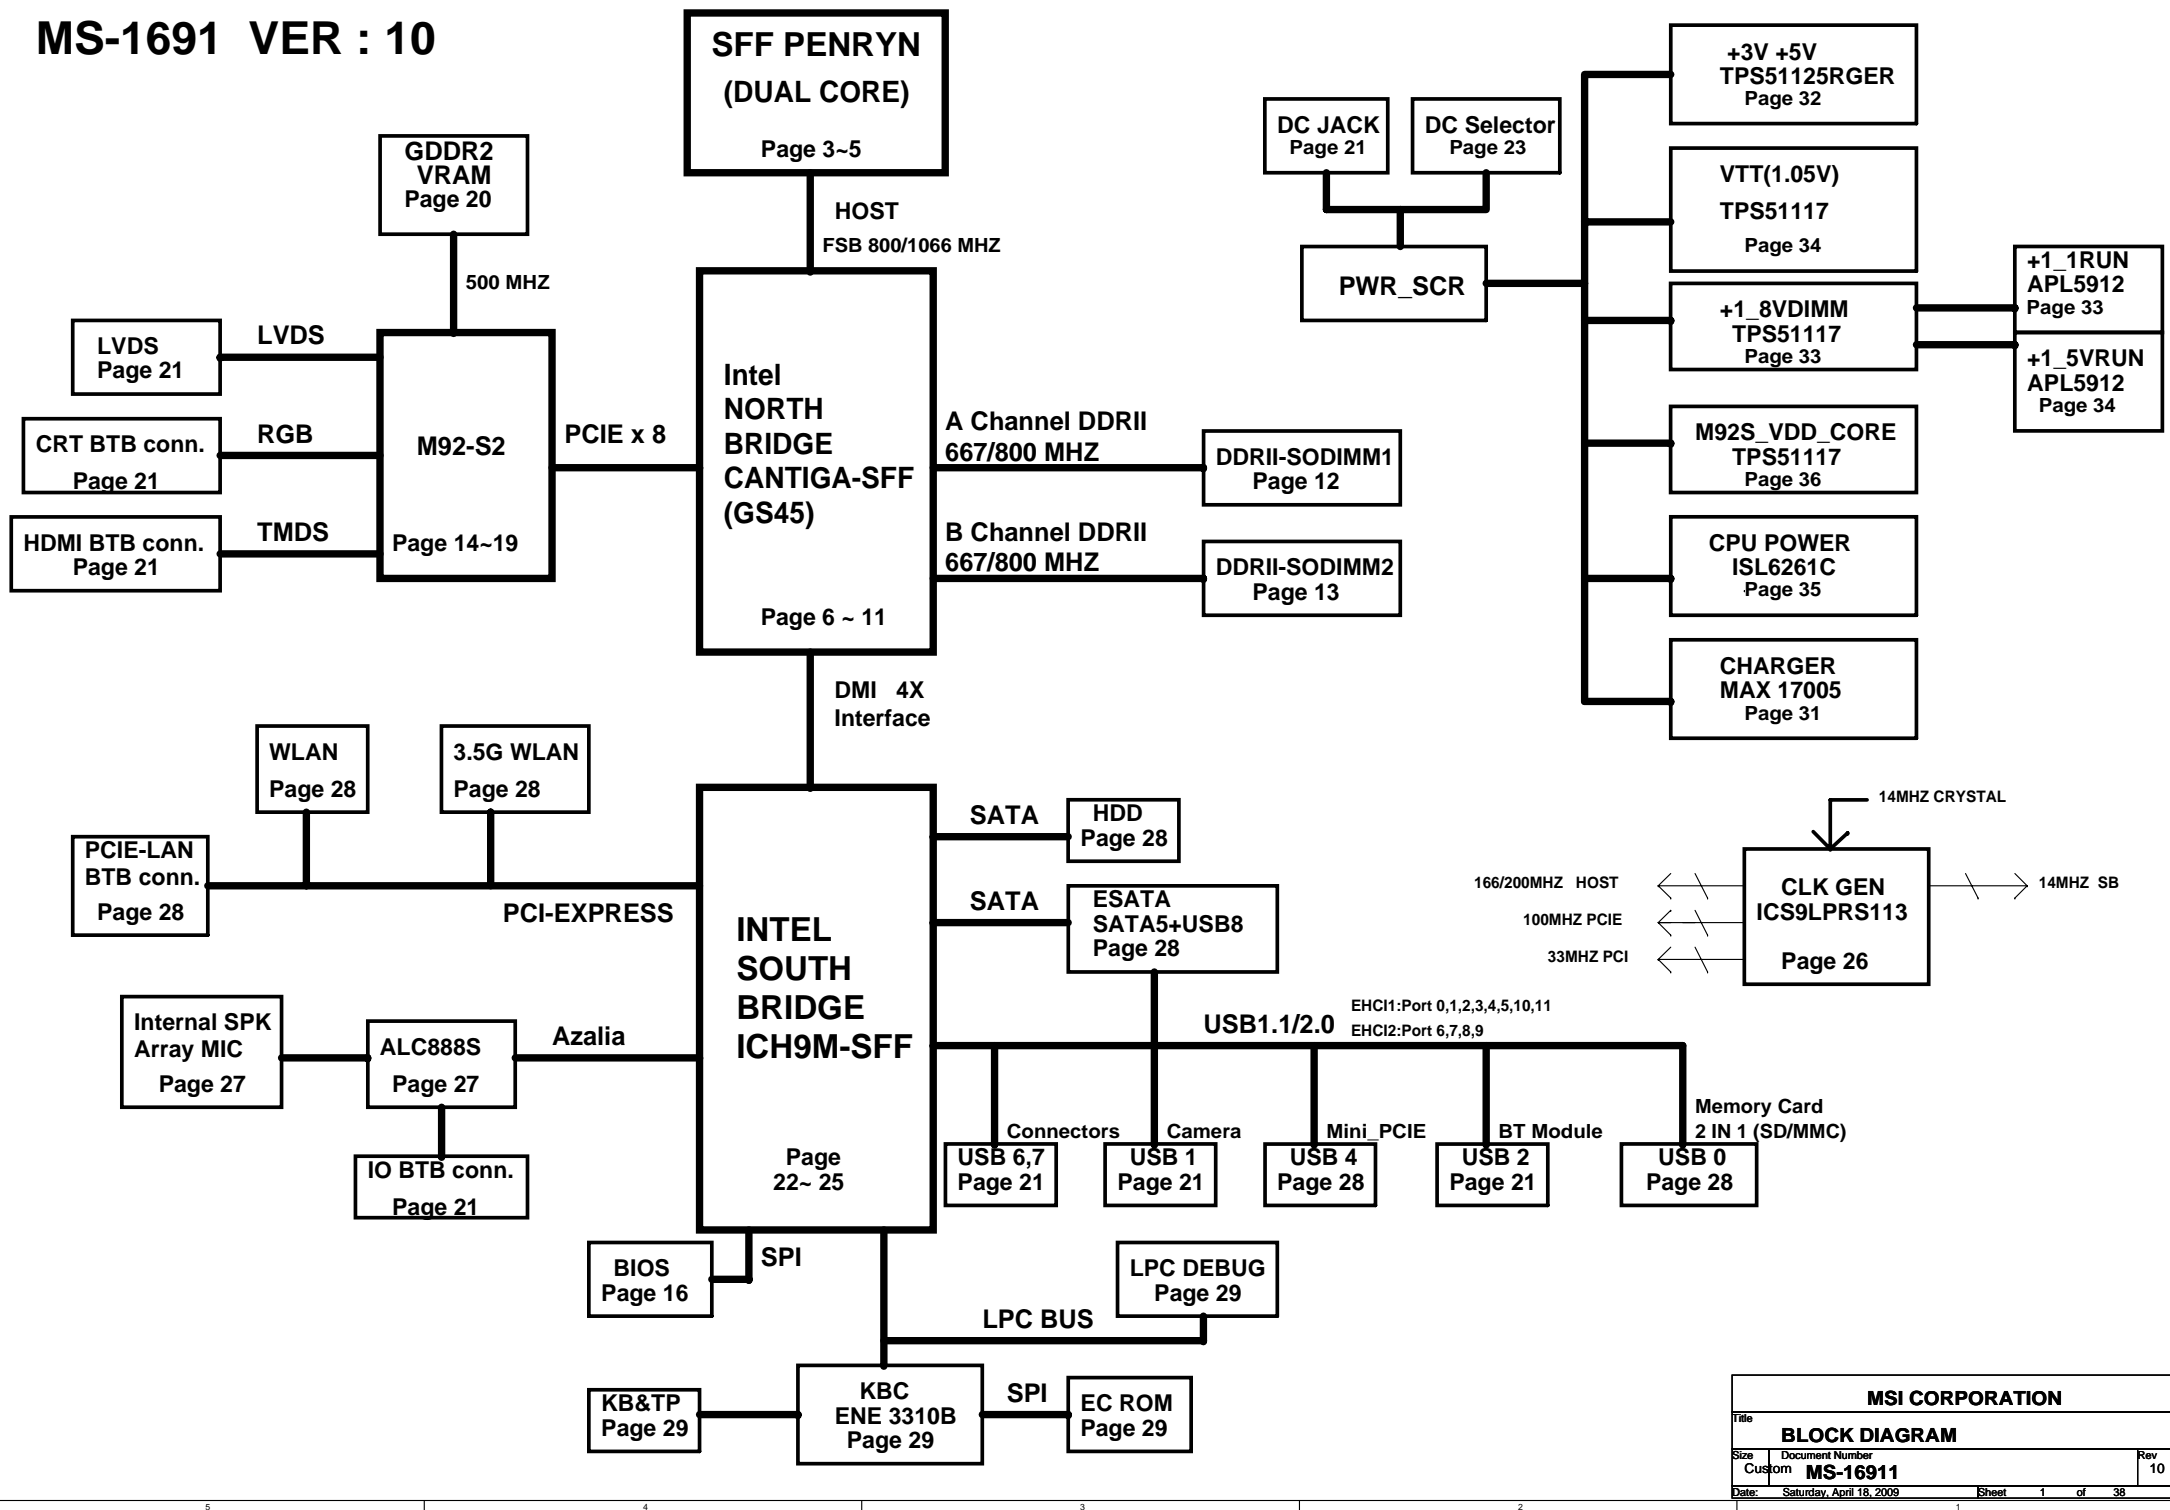 MS-1691 VER : 10
SFF PENRYN
(DUAL CORE)
Page 3~5
HOST
FSB 800/1066 MHZ
GDDR2
VRAM
Page 20
500 MHZ
LVDS
Page 21
LVDS
CRT BTB conn.
Page 21
RGB
HDMI BTB conn.
Page 21
TMDS
M92-S2
Page 14~19
PCIE x 8
Intel
NORTH
BRIDGE
CANTIGA-SFF
(GS45)
Page 6 ~ 11
A Channel DDRII
667/800 MHZ
DDRII-SODIMM1
Page 12
B Channel DDRII
667/800 MHZ
DDRII-SODIMM2
Page 13
DMI 4X
Interface
DC JACK
Page 21
DC Selector
Page 23
PWR_SCR
+3V +5V
TPS51125RGER
Page 32
VTT(1.05V)
TPS51117
Page 34
+1_8VDIMM
TPS51117
Page 33
+1_1RUN
APL5912
Page 33
+1_5VRUN
APL5912
Page 34
M92S_VDD_CORE
TPS51117
Page 36
CPU POWER
ISL6261C
Page 35
CHARGER
MAX 17005
Page 31
14MHZ CRYSTAL
166/200MHZ HOST
100MHZ PCIE
33MHZ PCI
CLK GEN
ICS9LPRS113
Page 26
14MHZ SB
WLAN
Page 28
3.5G WLAN
Page 28
PCIE-LAN
BTB conn.
Page 28
PCI-EXPRESS
INTEL
SOUTH
BRIDGE
ICH9M-SFF
Page
22~ 25
SATA
HDD
Page 28
SATA
ESATA
SATA5+USB8
Page 28
USB1.1/2.0
EHCI1:Port 0,1,2,3,4,5,10,11
EHCI2:Port 6,7,8,9
Internal SPK
Array MIC
Page 27
ALC888S
Page 27
Azalia
IO BTB conn.
Page 21
Connectors
USB 6,7
Page 21
Camera
USB 1
Page 21
Mini_PCIE
USB 4
Page 28
BT Module
USB 2
Page 21
Memory Card
2 IN 1 (SD/MMC)
USB 0
Page 28
BIOS
Page 16
SPI
LPC DEBUG
Page 29
LPC BUS
KB&TP
Page 29
KBC
ENE 3310B
Page 29
SPI
EC ROM
Page 29
MSI CORPORATION
Title
BLOCK DIAGRAM
Size Document Number Rev
Custom MS-16911 10
Date: Saturday, April 18, 2009 Sheet 1 of 38
5 4 3 2 1